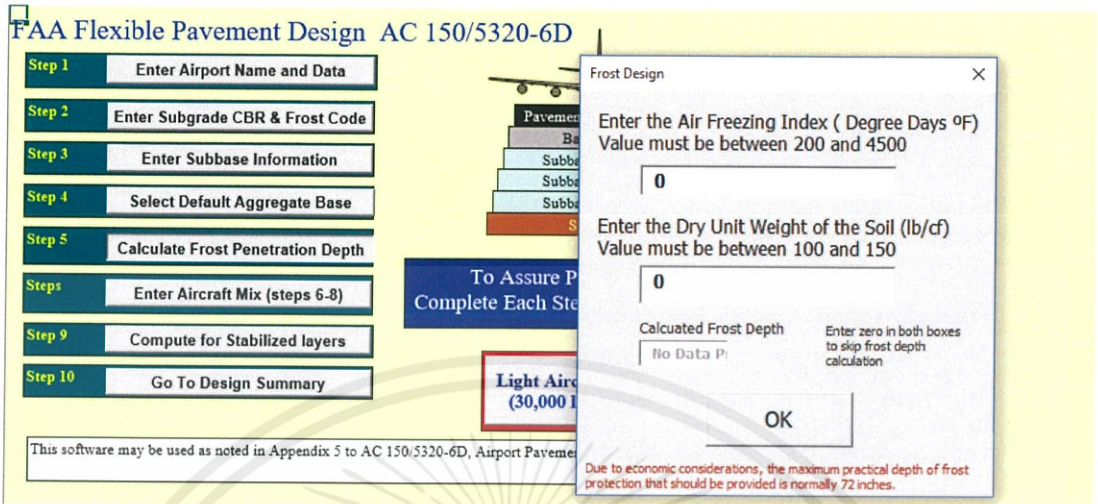 FAA Flexible Pavement Design AC 150/5320-6D
Step 1 Enter Airport Name and Data
Step 2 Enter Subgrade CBR & Frost Code
Step 3 Enter Subbase Information
Step 4 Select Default Aggregate Base
Step 5 Calculate Frost Penetration Depth
Steps Enter Aircraft Mix (steps 6-8)
Step 9 Compute for Stabilized layers
Step 10 Go To Design Summary
Pavemen
Ba
Subba
Subba
Subba
S
To Assure P
Complete Each Ste
Light Airc
(30,000 
This software may be used as noted in Appendix 5 to AC 150/5320-6D, Airport Paveme
Frost Design
Enter the Air Freezing Index ( Degree Days ºF)
Value must be between 200 and 4500
0
Enter the Dry Unit Weight of the Soil (lb/cf)
Value must be between 100 and 150
0
Calcuated Frost Depth
No Data P
Enter zero in both boxes
to skip frost depth
calculation
OK
Due to economic considerations, the maximum practical depth of frost
protection that should be provided is normally 72 inches.